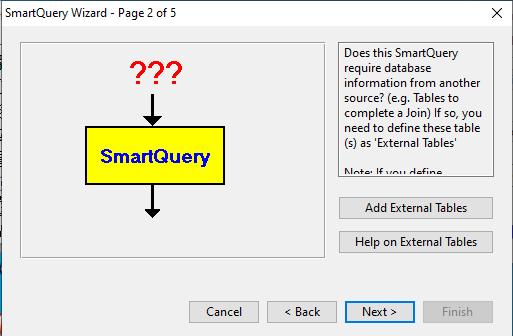 SmartQuery Wizard - Page 2 of 5
???
SmartQuery
Does this SmartQuery
require database
information from another
source? (e.g. Tables to
complete a Join) If so, you
need to define these table
(s) as 'External Tables'
Note: If you define
Add External Tables
Help on External Tables
Cancel
< Back
Next >
Finish